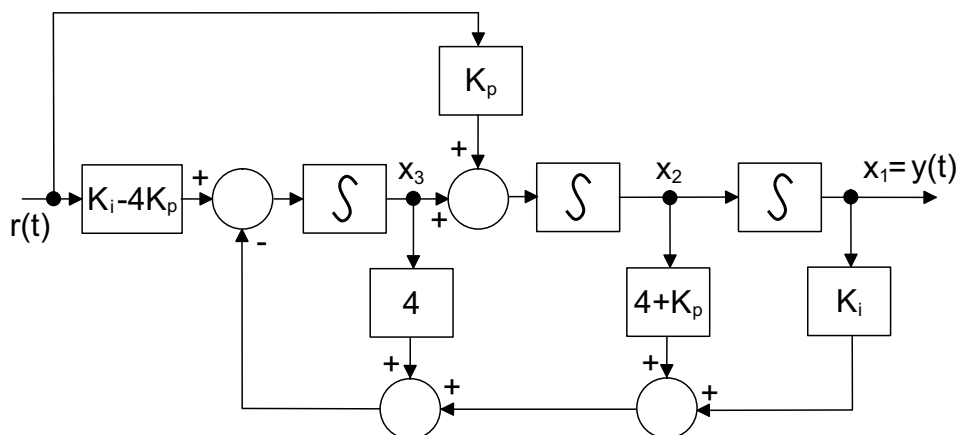 Kp
+
x3
x2
x1= y(t)
Ki-4Kp
+
∫
+
∫
∫
r(t)
-
4
4+Kp
Ki
+
+
+
+